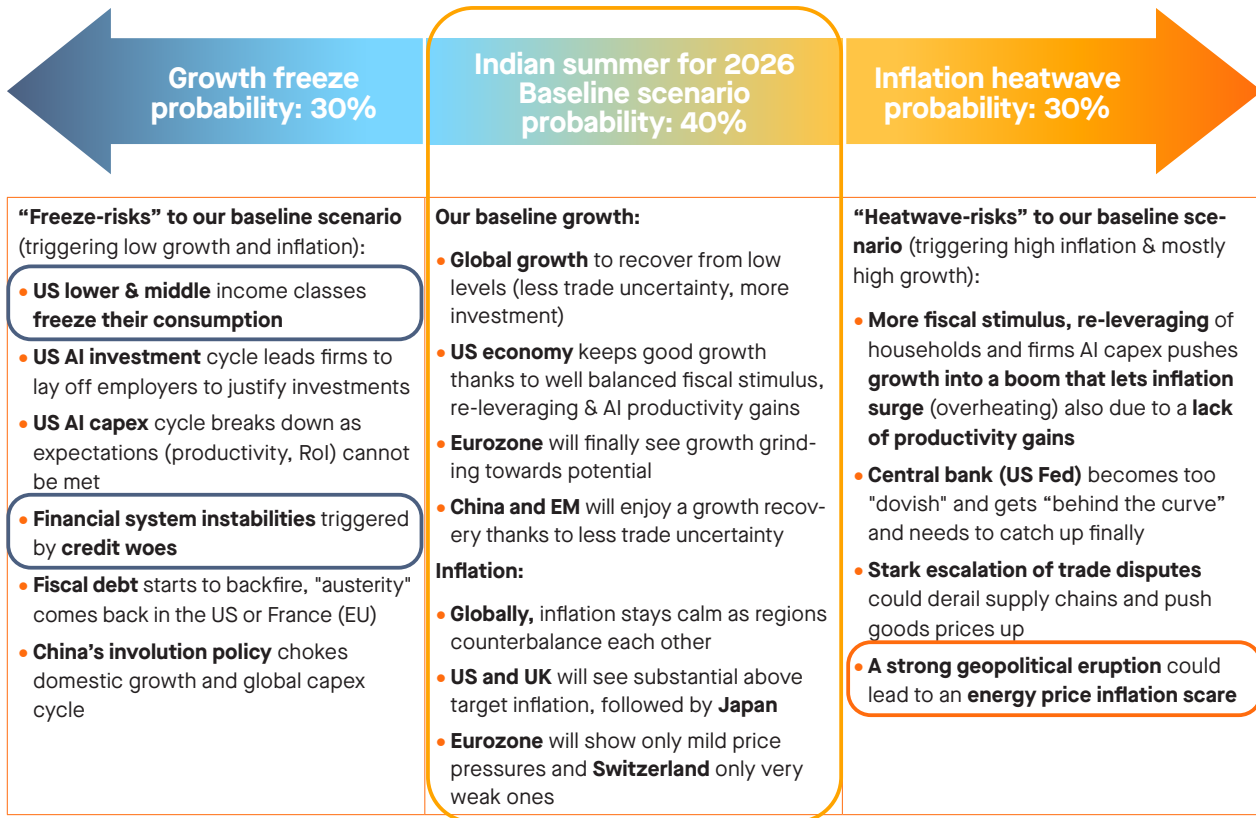 Growth freeze
probability: 30%
Indian summer for 2026
Baseline scenario
probability: 40%
Inflation heatwave
probability: 30%
“Freeze-risks” to our baseline scenario
(triggering low growth and inflation):
• US lower & middle income classes
freeze their consumption
• US AI investment cycle leads firms to
lay off employers to justify investments
• US AI capex cycle breaks down as
expectations (productivity, RoI) cannot
be met
• Financial system instabilities triggered
by credit woes
• Fiscal debt starts to backfire, "austerity"
comes back in the US or France (EU)
• China’s involution policy chokes
domestic growth and global capex
cycle
Our baseline growth:
• Global growth to recover from low
levels (less trade uncertainty, more
investment)
• US economy keeps good growth
thanks to well balanced fiscal stimulus,
re-leveraging & AI productivity gains
• Eurozone will finally see growth grind-
ing towards potential
• China and EM will enjoy a growth recov-
ery thanks to less trade uncertainty
Inflation:
• Globally, inflation stays calm as regions
counterbalance each other
• US and UK will see substantial above
target inflation, followed by Japan
• Eurozone will show only mild price
pressures and Switzerland only very
weak ones
“Heatwave-risks” to our baseline sce-
nario (triggering high inflation & mostly
high growth):
• More fiscal stimulus, re-leveraging of
households and firms AI capex pushes
growth into a boom that lets inflation
surge (overheating) also due to a lack
of productivity gains
• Central bank (US Fed) becomes too
"dovish" and gets “behind the curve”
and needs to catch up finally
• Stark escalation of trade disputes
could derail supply chains and push
goods prices up
• A strong geopolitical eruption could
lead to an energy price inflation scare